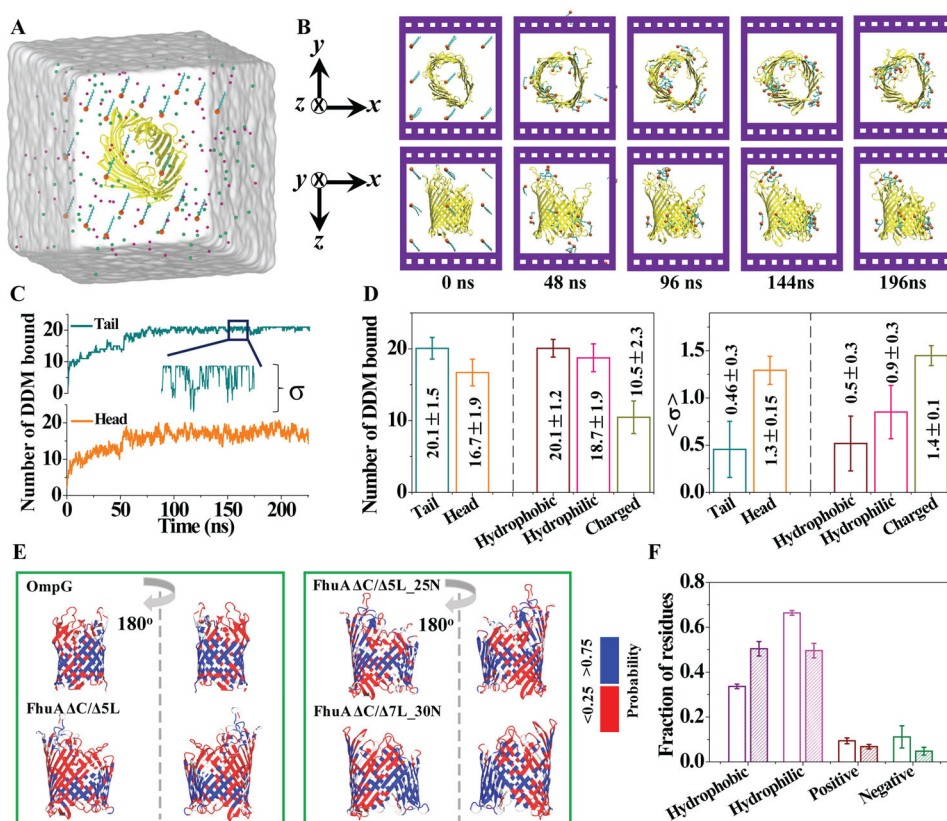 A
y
z
x
B
y
x
z
0 ns
48 ns
96 ns
144ns
196ns
C
Tail
20
10
0
σ
Head
20
10
0
0
50
100
150
200
Number of DDM bound
Time (ns)
D
Number of DDM bound
20
15
10
5
0
20.1 ± 1.5
16.7 ± 1.9
20.1 ± 1.2
18.7 ± 1.9
10.5 ± 2.3
Tail
Head
Hydrophobic
Hydrophilic
Charged
<σ>
1.5
1.0
0.5
0.0
0.46 ± 0.3
1.3 ± 0.15
0.5 ± 0.3
0.9 ± 0.3
1.4 ± 0.1
Tail
Head
Hydrophobic
Hydrophilic
Charged
E
OmpG
180°
FhuA ΔC/Δ5L
FhuA ΔC/Δ5L_25N
180°
FhuA ΔC/Δ7L_30N
<0.25 >0.75
Probability
F
Fraction of residues
0.8
0.6
0.4
0.2
0.0
Hydrophobic
Hydrophilic
Positive
Negative